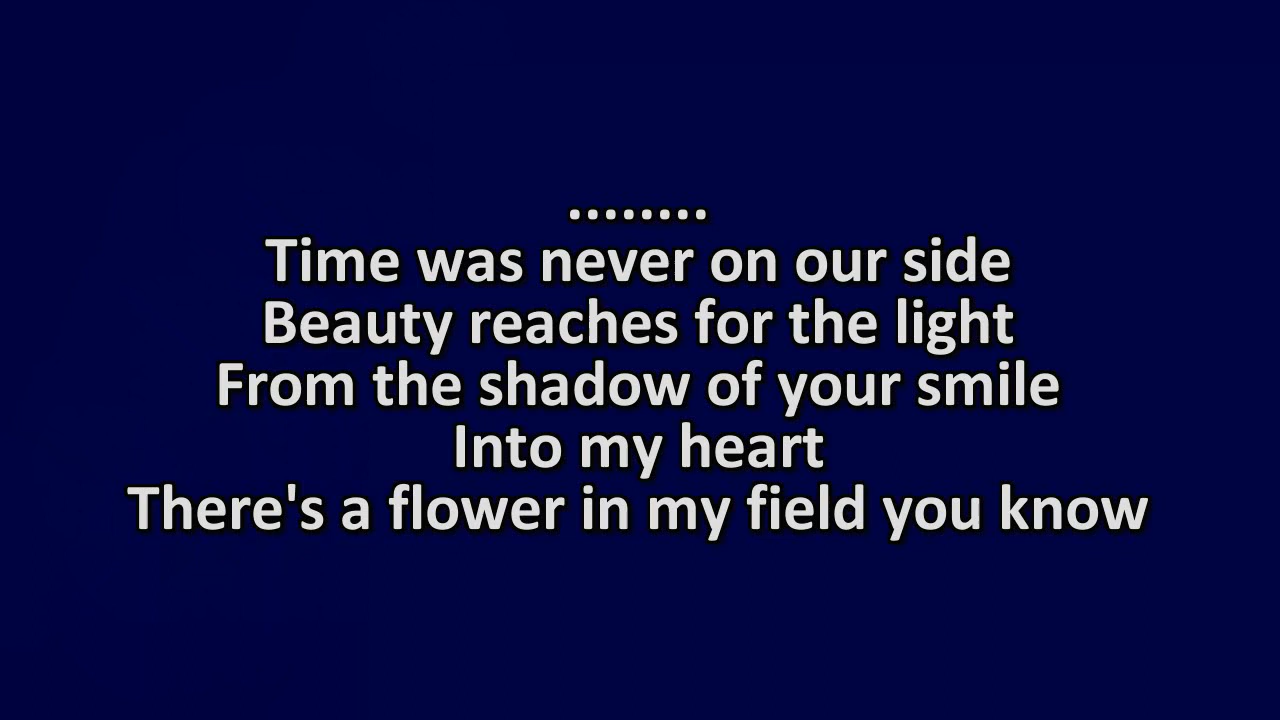 ........
Time was never on our side
Beauty reaches for the light
From the shadow of your smile
Into my heart
There's a flower in my field you know